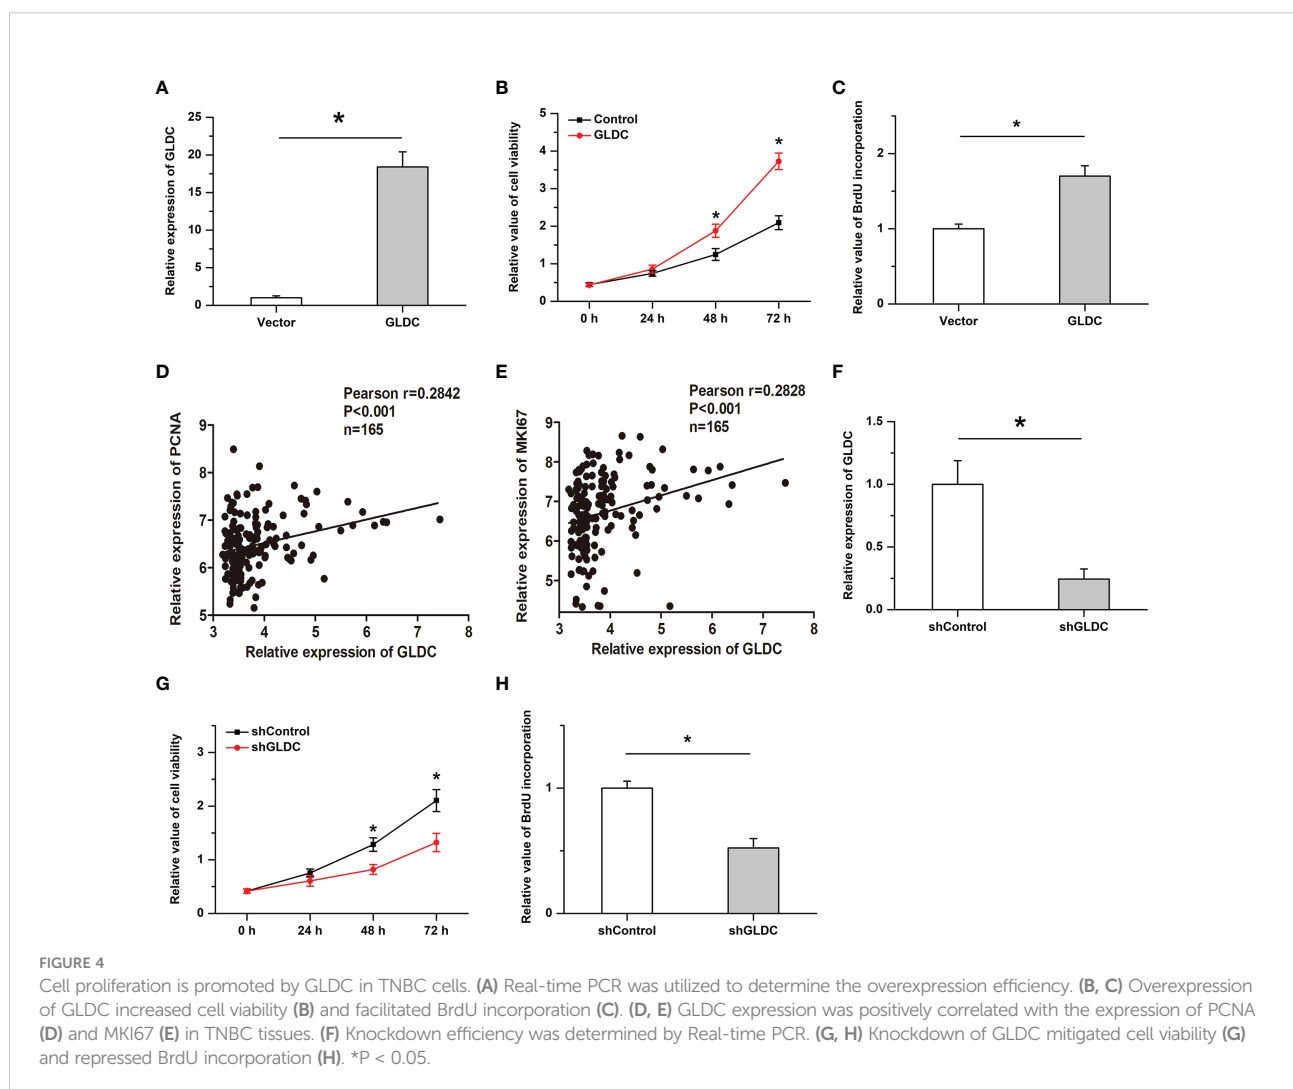 A
Relative expression of GLDC
25
20
15
10
5
0
*
Vector
GLDC
B
Relative value of cell viability
5
4
3
2
1
0
Control
GLDC
*
*
0 h
24 h
48 h
72 h
C
Relative value of BrdU incorporation
2
1
0
*
Vector
GLDC
D
Pearson r=0.2842
P<0.001
n=165
Relative expression of PCNA
9
8
7
6
5
3
4
5
6
7
8
Relative expression of GLDC
E
Pearson r=0.2828
P<0.001
n=165
Relative expression of MKI67
9
8
7
6
5
3
4
5
6
7
8
Relative expression of GLDC
F
Relative expression of GLDC
1.5
1.0
0.5
0.0
*
shControl
shGLDC
G
Relative value of cell viability
3
2
1
0
shControl
shGLDC
*
*
0 h
24 h
48 h
72 h
H
Relative value of BrdU incorporation
1
0
*
shControl
shGLDC
FIGURE 4
Cell proliferation is promoted by GLDC in TNBC cells. (A) Real-time PCR was utilized to determine the overexpression efficiency. (B, C) Overexpression
of GLDC increased cell viability (B) and facilitated BrdU incorporation (C). (D, E) GLDC expression was positively correlated with the expression of PCNA
(D) and MKI67 (E) in TNBC tissues. (F) Knockdown efficiency was determined by Real-time PCR. (G, H) Knockdown of GLDC mitigated cell viability (G)
and repressed BrdU incorporation (H). *P < 0.05.